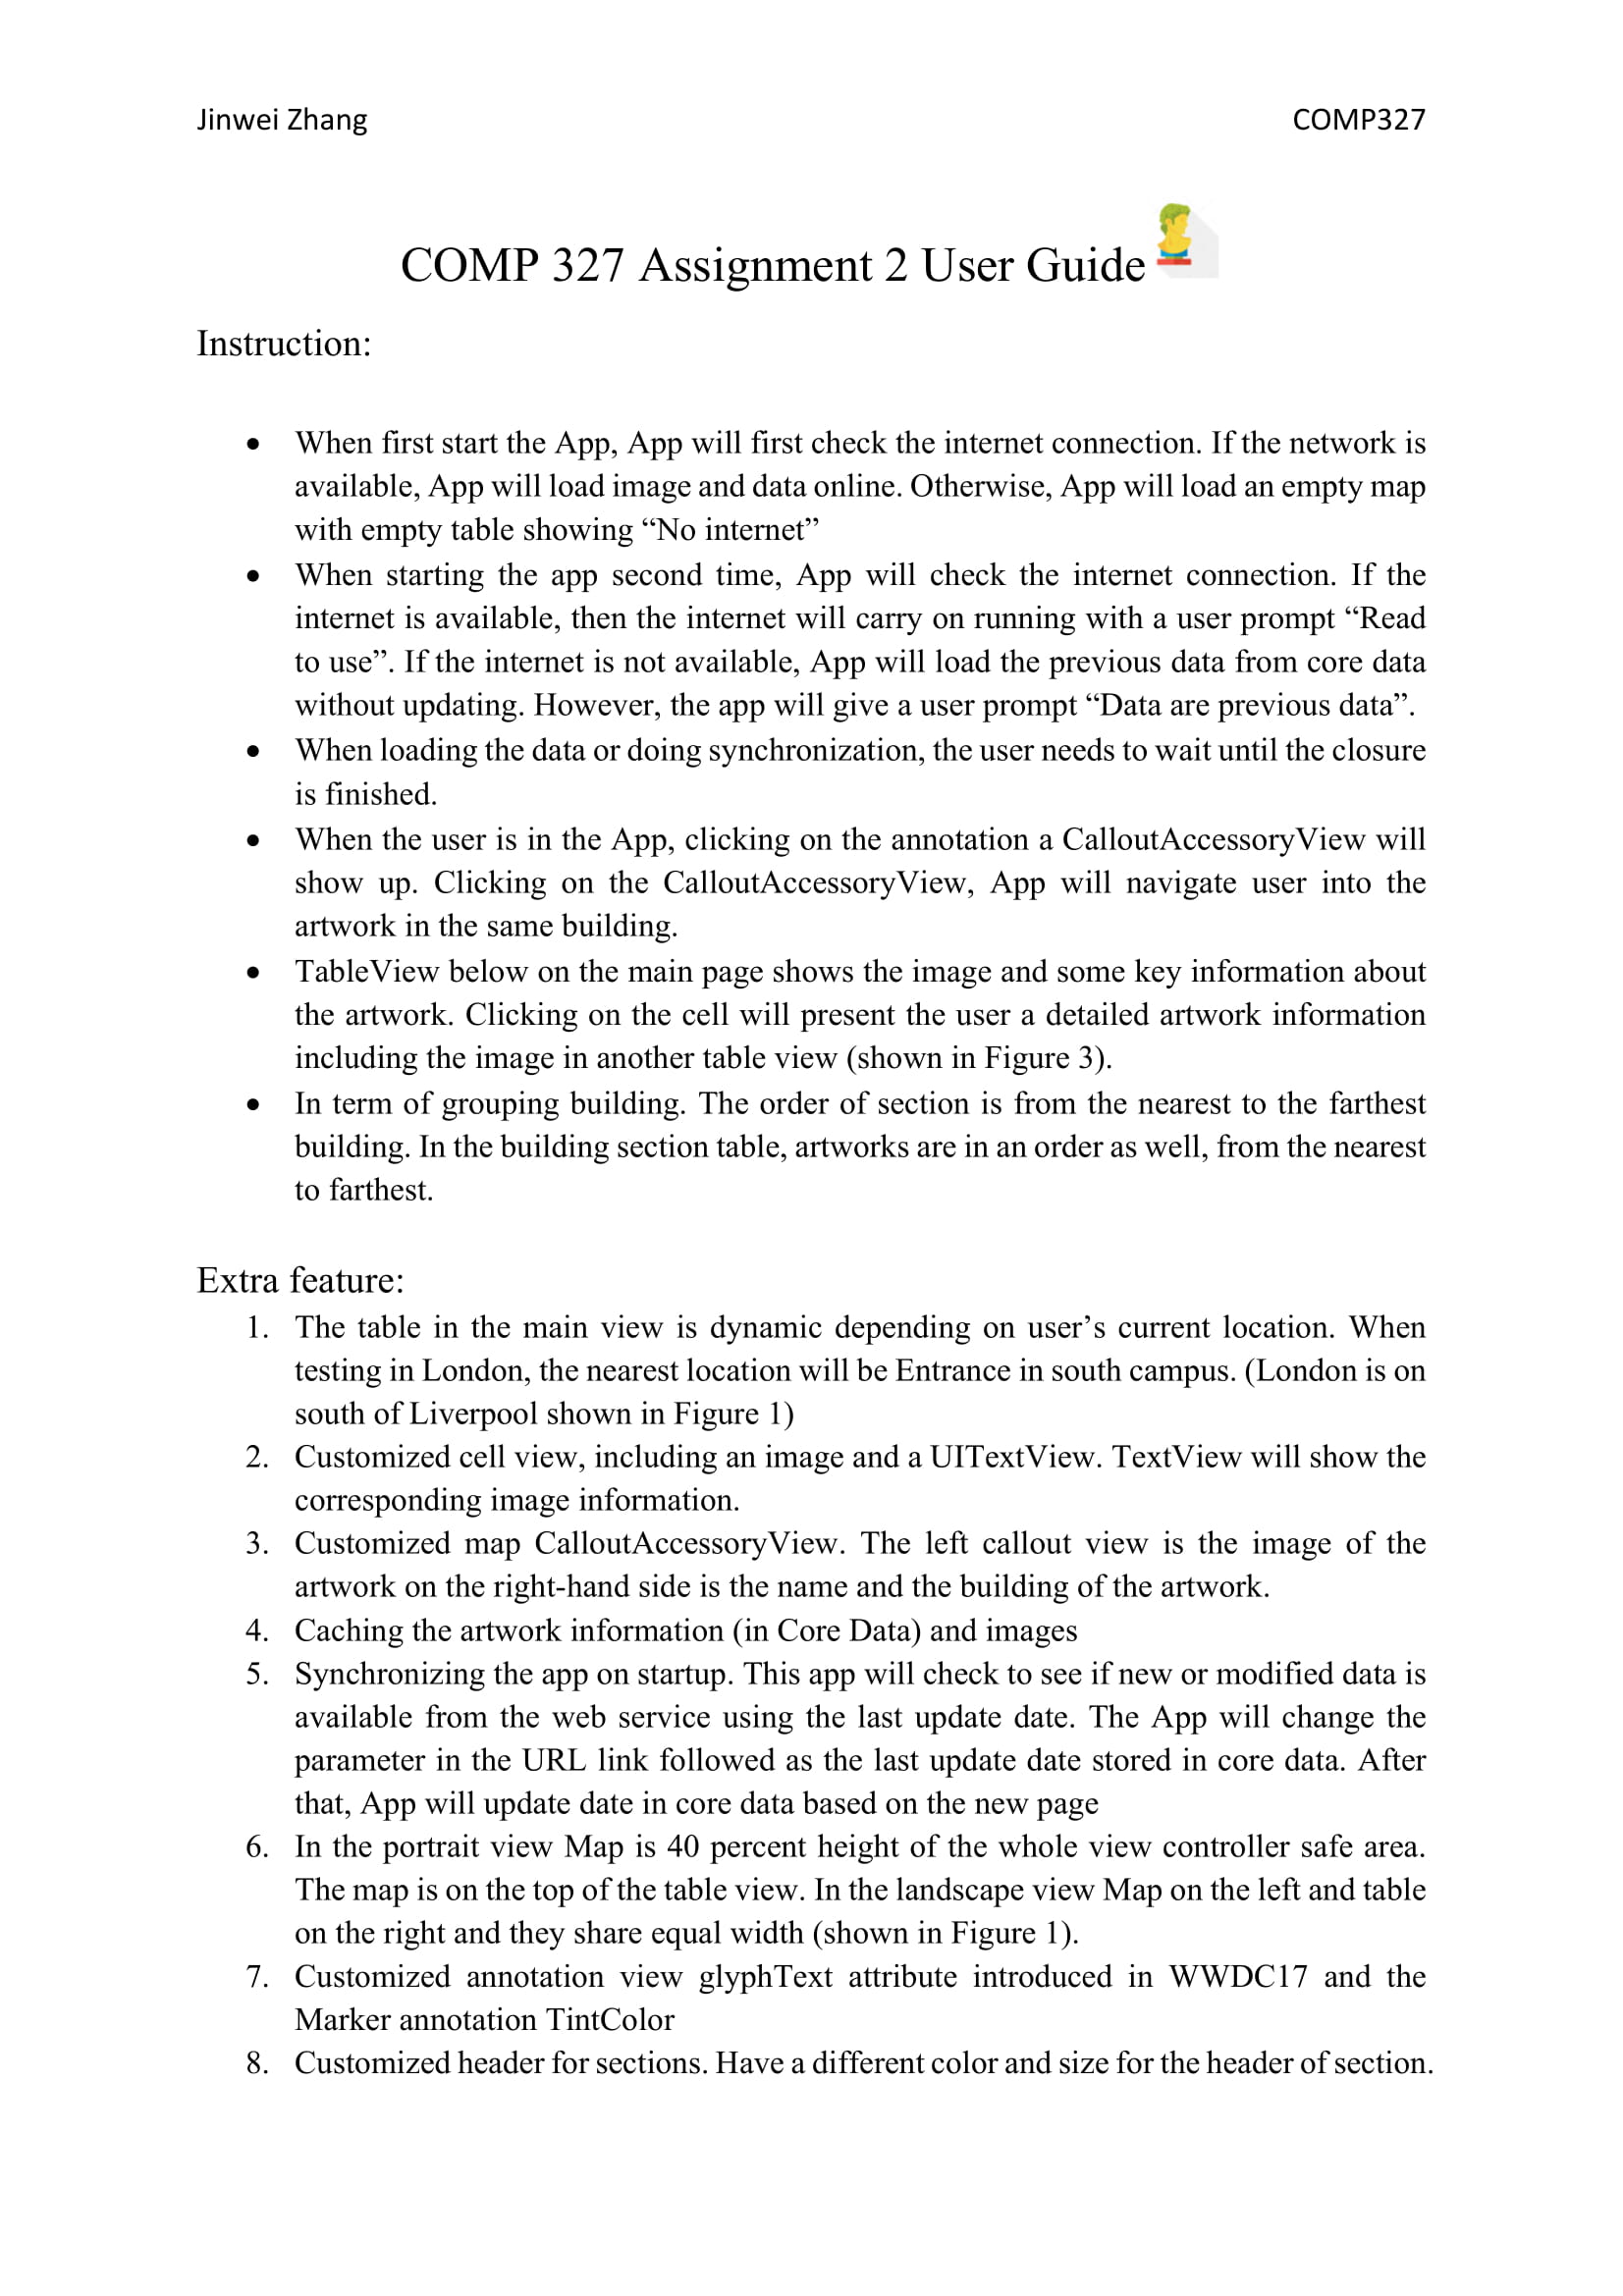 Jinwei Zhang COMP327
COMP 327 Assignment 2 User Guide
Instruction:
• When first start the App, App will first check the internet connection. If the network is
available, App will load image and data online. Otherwise, App will load an empty map
with empty table showing “No internet”
• When starting the app second time, App will check the internet connection. If the
internet is available, then the internet will carry on running with a user prompt “Read
to use”. If the internet is not available, App will load the previous data from core data
without updating. However, the app will give a user prompt “Data are previous data”.
• When loading the data or doing synchronization, the user needs to wait until the closure
is finished.
• When the user is in the App, clicking on the annotation a CalloutAccessoryView will
show up. Clicking on the CalloutAccessoryView, App will navigate user into the
artwork in the same building.
• TableView below on the main page shows the image and some key information about
the artwork. Clicking on the cell will present the user a detailed artwork information
including the image in another table view (shown in Figure 3).
• In term of grouping building. The order of section is from the nearest to the farthest
building. In the building section table, artworks are in an order as well, from the nearest
to farthest.
Extra feature:
1. The table in the main view is dynamic depending on user’s current location. When
testing in London, the nearest location will be Entrance in south campus. (London is on
south of Liverpool shown in Figure 1)
2. Customized cell view, including an image and a UITextView. TextView will show the
corresponding image information.
3. Customized map CalloutAccessoryView. The left callout view is the image of the
artwork on the right-hand side is the name and the building of the artwork.
4. Caching the artwork information (in Core Data) and images
5. Synchronizing the app on startup. This app will check to see if new or modified data is
available from the web service using the last update date. The App will change the
parameter in the URL link followed as the last update date stored in core data. After
that, App will update date in core data based on the new page
6. In the portrait view Map is 40 percent height of the whole view controller safe area.
The map is on the top of the table view. In the landscape view Map on the left and table
on the right and they share equal width (shown in Figure 1).
7. Customized annotation view glyphText attribute introduced in WWDC17 and the
Marker annotation TintColor
8. Customized header for sections. Have a different color and size for the header of section.